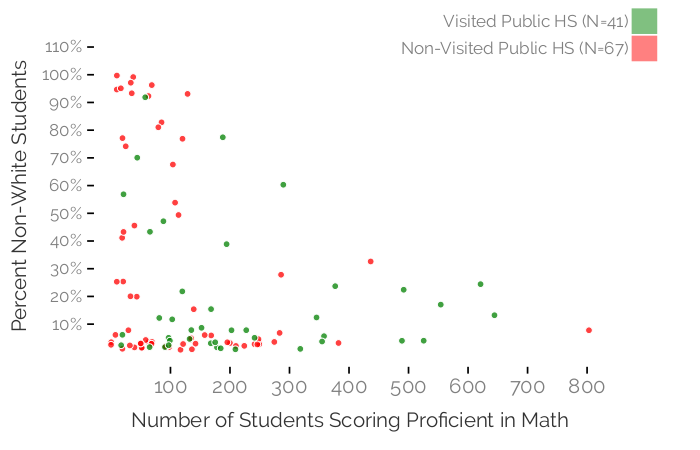 Visited Public HS (N=41)
Non-Visited Public HS (N=67)
Percent Non-White Students
110%
100%
90%
80%
70%
60%
50%
40%
30%
20%
10%
100 200 300 400 500 600 700 800
Number of Students Scoring Proficient in Math